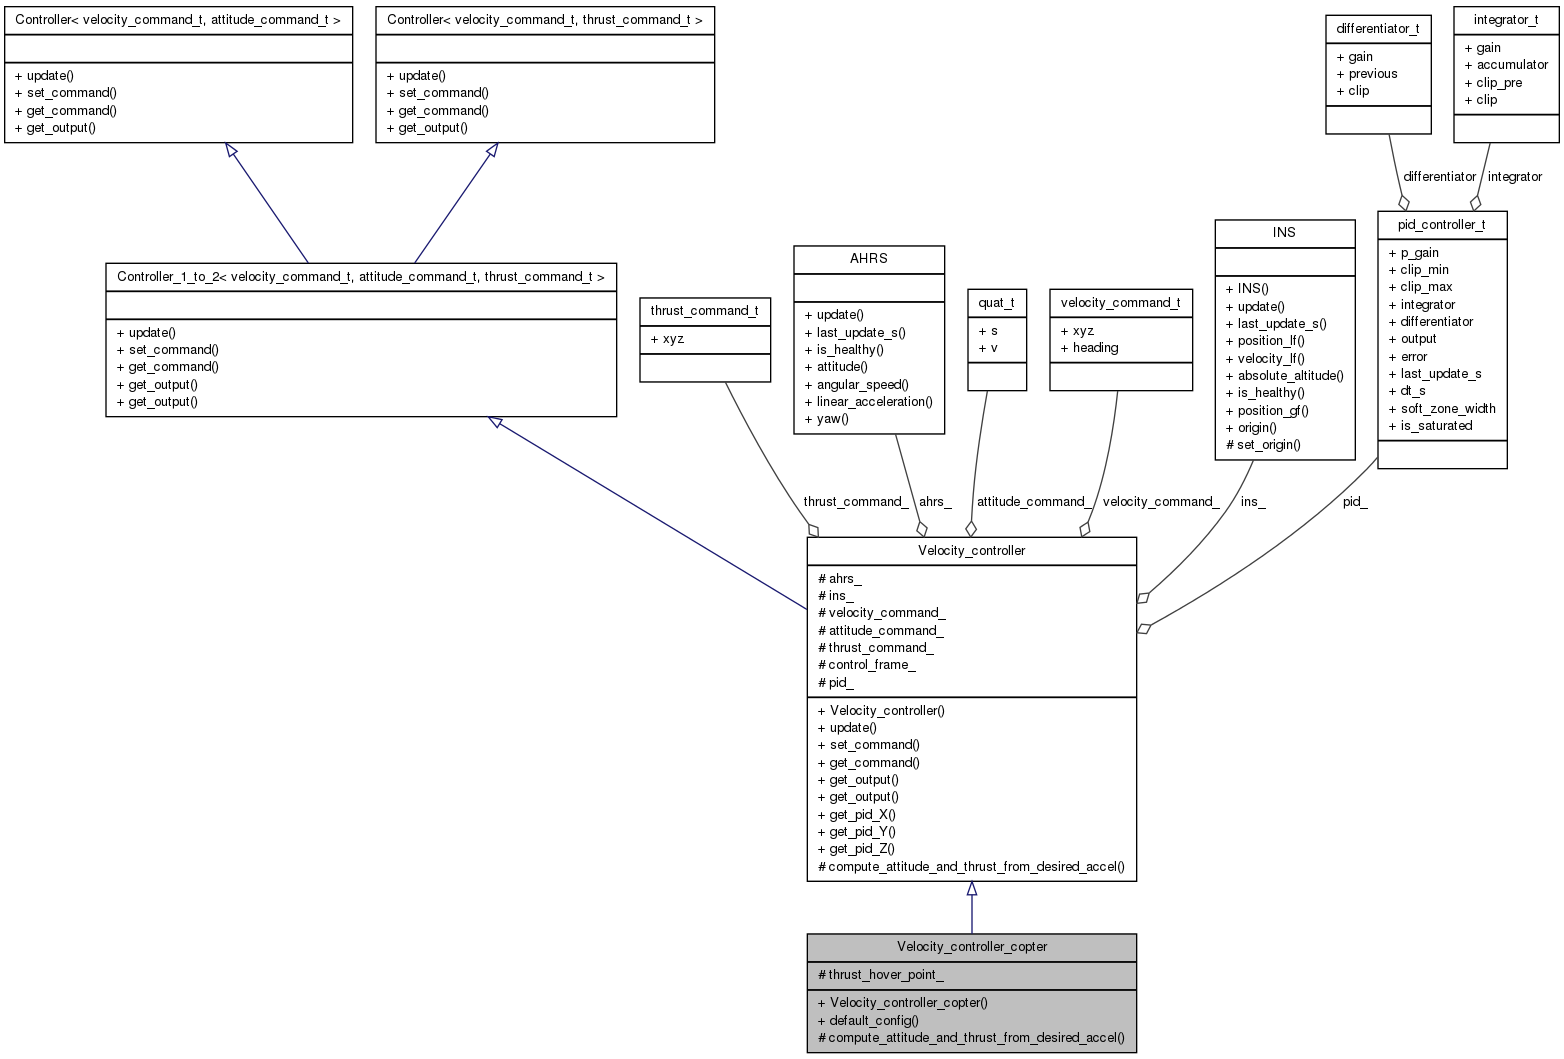 Controller< velocity_command_t, attitude_command_t >
+ update()
+ set_command()
+ get_command()
+ get_output()
Controller< velocity_command_t, thrust_command_t >
+ update()
+ set_command()
+ get_command()
+ get_output()
differentiator_t
+ gain
+ previous
+ clip
integrator_t
+ gain
+ accumulator
+ clip_pre
+ clip
differentiator
integrator
Controller_1_to_2< velocity_command_t, attitude_command_t, thrust_command_t >
+ update()
+ set_command()
+ get_command()
+ get_output()
+ get_output()
thrust_command_t
+ xyz
AHRS
+ update()
+ last_update_s()
+ is_healthy()
+ attitude()
+ angular_speed()
+ linear_acceleration()
+ yaw()
quat_t
+ s
+ v
velocity_command_t
+ xyz
+ heading
INS
+ INS()
+ update()
+ last_update_s()
+ position_lf()
+ velocity_lf()
+ absolute_altitude()
+ is_healthy()
+ position_gf()
+ origin()
# set_origin()
pid_controller_t
+ p_gain
+ clip_min
+ clip_max
+ integrator
+ differentiator
+ output
+ error
+ last_update_s
+ dt_s
+ soft_zone_width
+ is_saturated
thrust_command_
ahrs_
attitude_command_
velocity_command_
ins_
pid_
Velocity_controller
# ahrs_
# ins_
# velocity_command_
# attitude_command_
# thrust_command_
# control_frame_
# pid_
+ Velocity_controller()
+ update()
+ set_command()
+ get_command()
+ get_output()
+ get_output()
+ get_pid_X()
+ get_pid_Y()
+ get_pid_Z()
# compute_attitude_and_thrust_from_desired_accel()
Velocity_controller_copter
# thrust_hover_point_
+ Velocity_controller_copter()
+ default_config()
# compute_attitude_and_thrust_from_desired_accel()